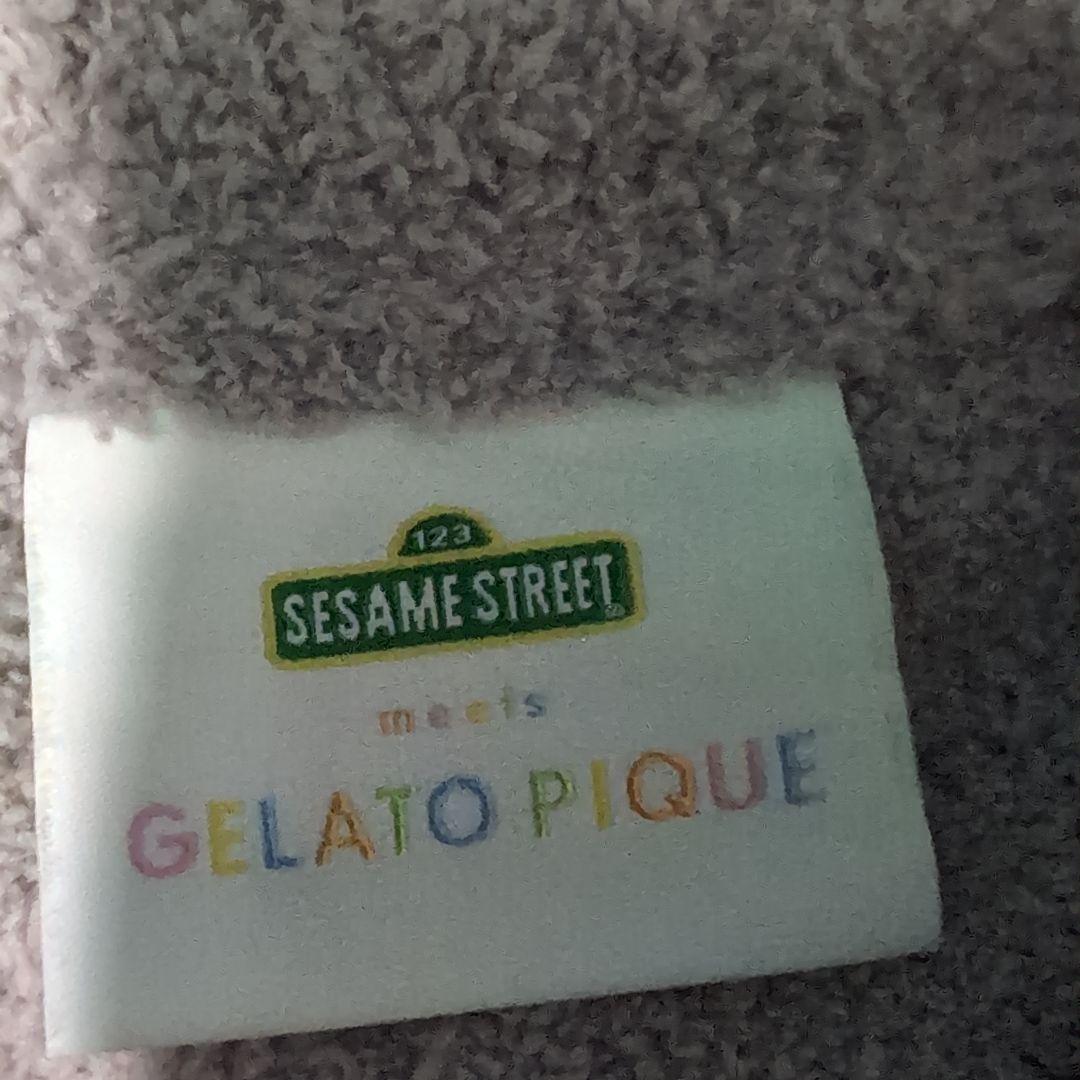 123
SESAME STREET®
meets
GELATO PIQUE